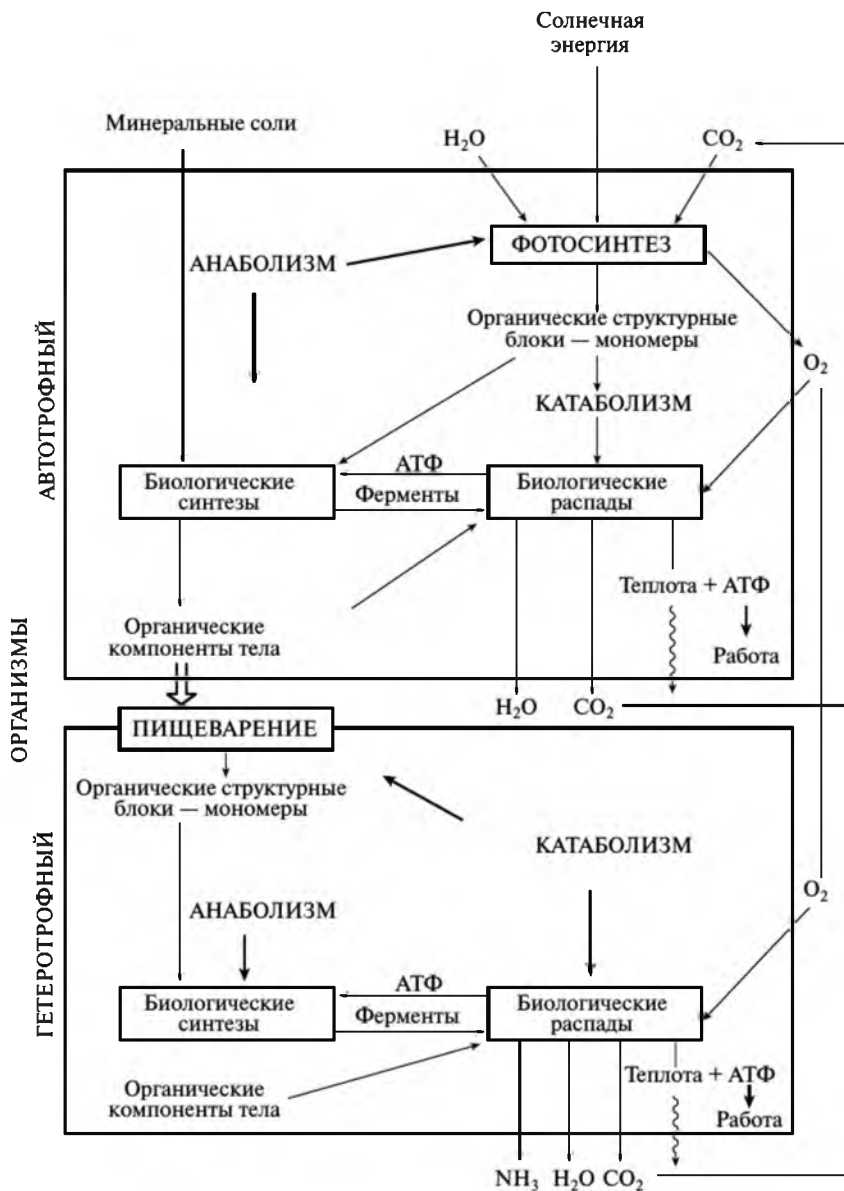 Солнечная
энергия
Минеральные соли
H₂O
CO₂
ФОТОСИНТЕЗ
АНАБОЛИЗМ
Органические структурные
блоки — мономеры
O₂
КАТАБОЛИЗМ
АВТОТРОФНЫЙ
Биологические
синтезы
АТФ
Ферменты
Биологические
распады
Теплота + АТФ
Работа
Органические
компоненты тела
H₂O
CO₂
ОРГАНИЗМЫ
ПИЩЕВАРЕНИЕ
Органические структурные
блоки — мономеры
КАТАБОЛИЗМ
O₂
АНАБОЛИЗМ
ГЕТЕРОТРОФНЫЙ
Биологические
синтезы
АТФ
Ферменты
Биологические
распады
Теплота + АТФ
Работа
Органические
компоненты тела
NH₃
H₂O
CO₂